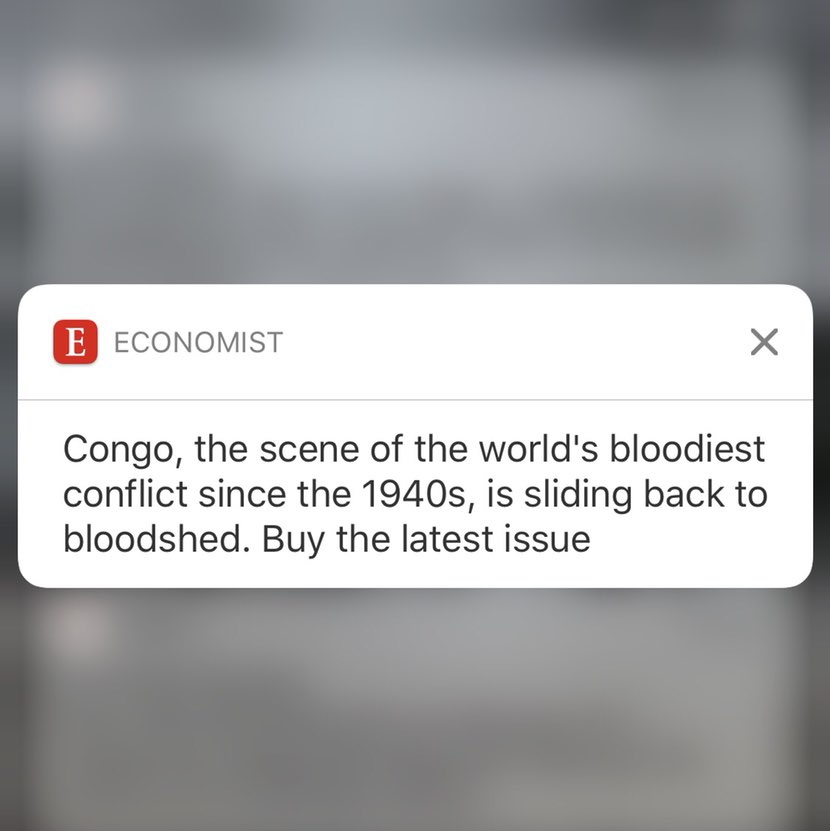 E ECONOMIST
Congo, the scene of the world's bloodiest
conflict since the 1940s, is sliding back to
bloodshed. Buy the latest issue